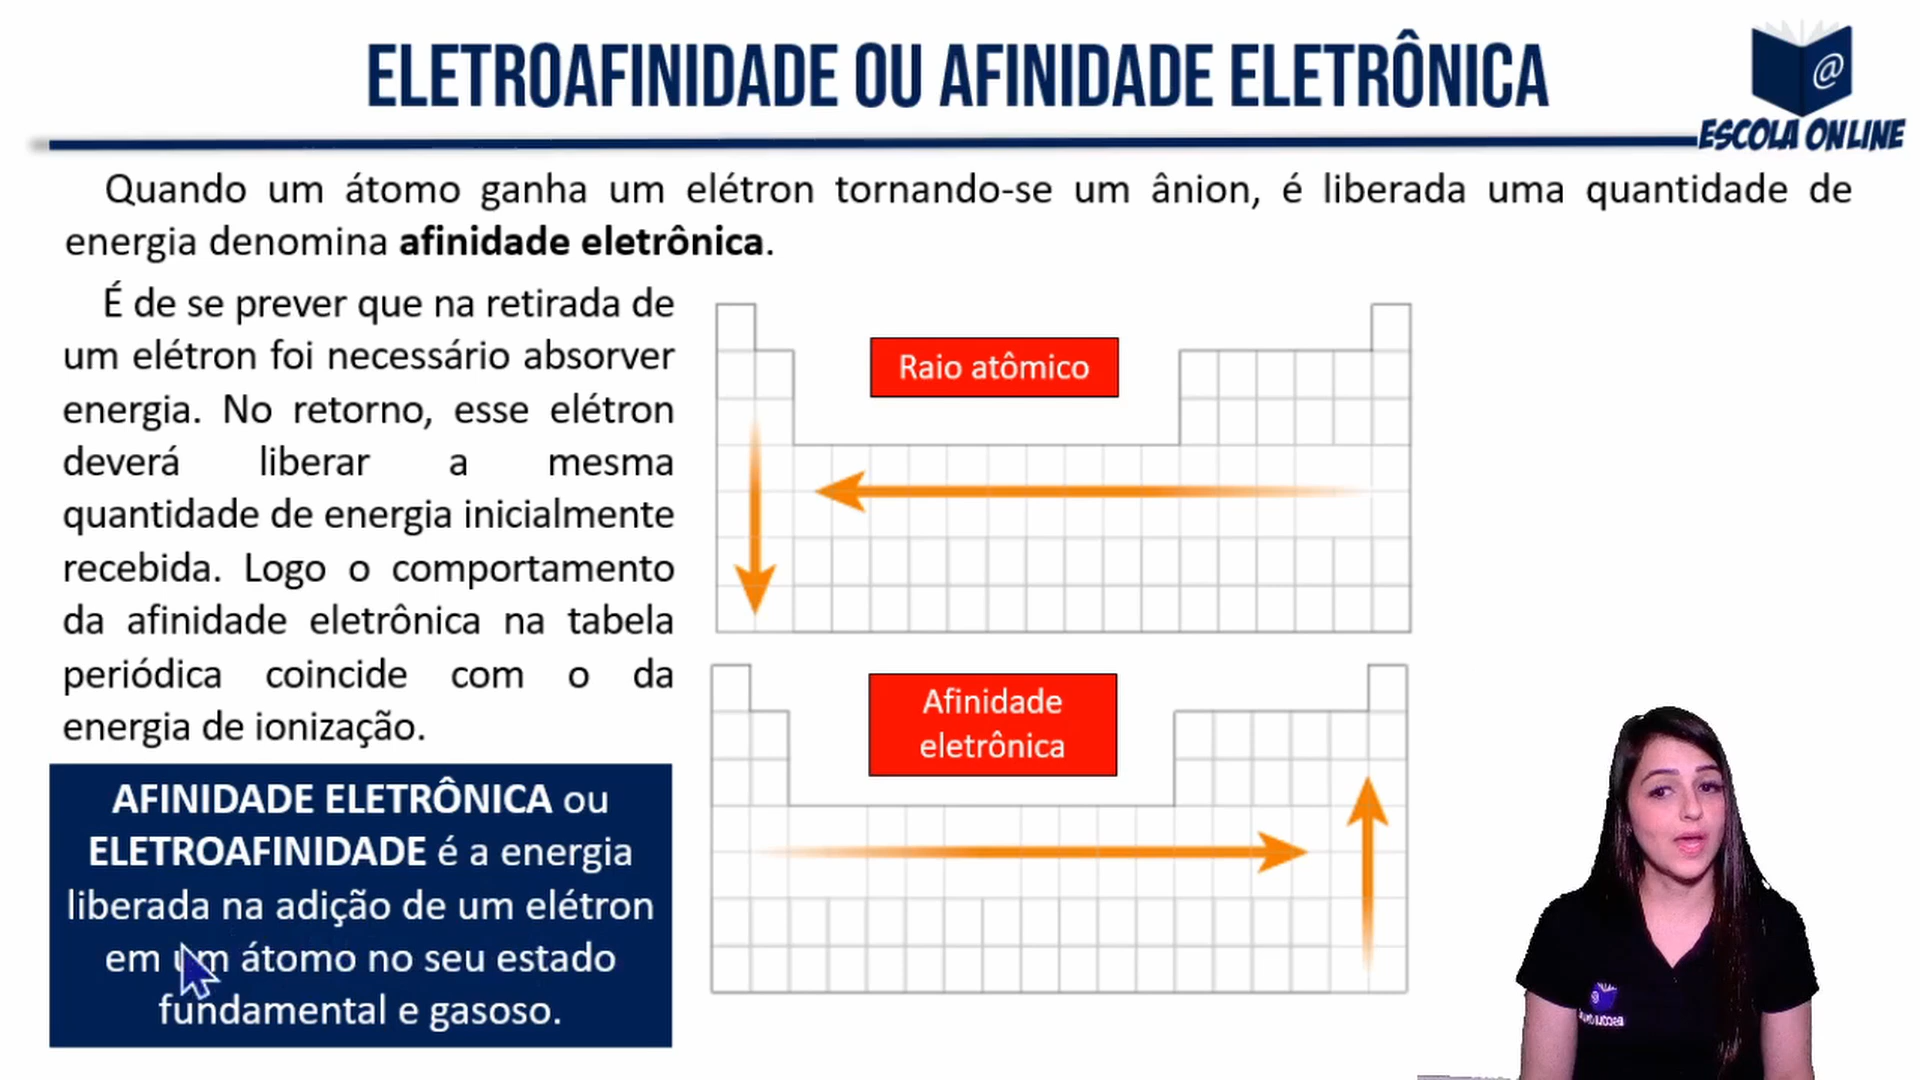 ELETROAFINIDADE OU AFINIDADE ELETRÔNICA
@
ESCOLA ONLINE
Quando um átomo ganha um elétron tornando-se um ânion, é liberada uma quantidade de
energia denomina afinidade eletrônica.
É de se prever que na retirada de
um elétron foi necessário absorver
energia. No retorno, esse elétron
deverá liberar a mesma
quantidade de energia inicialmente
recebida. Logo o comportamento
da afinidade eletrônica na tabela
periódica coincide com o da
energia de ionização.
AFINIDADE ELETRÔNICA ou
ELETROAFINIDADE é a energia
liberada na adição de um elétron
em um átomo no seu estado
fundamental e gasoso.
Raio atômico
Afinidade
eletrônica